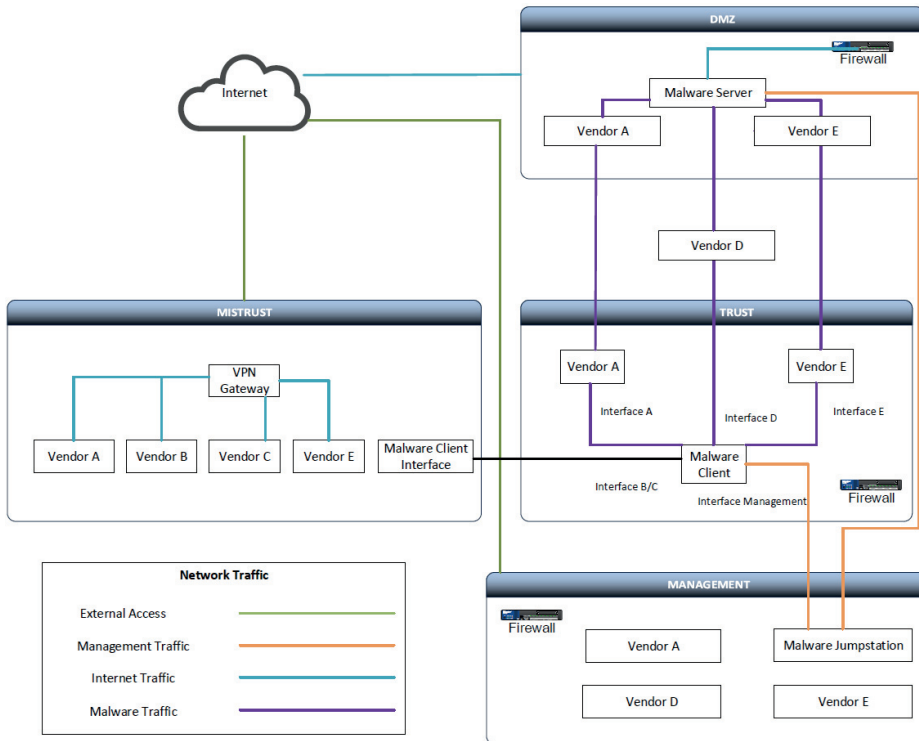 DMZ
Firewall
Internet
Malware Server
Vendor A
Vendor E
Vendor D
MISTRUST
TRUST
VPN
Gateway
Vendor A
Vendor E
Interface A
Interface D
Interface E
Vendor A
Vendor B
Vendor C
Vendor E
Malware Client
Interface
Malware
Client
Interface B/C
Interface Management
Firewall
Network Traffic
External Access
Management Traffic
Internet Traffic
Malware Traffic
MANAGEMENT
Firewall
Vendor A
Malware Jumpstation
Vendor D
Vendor E